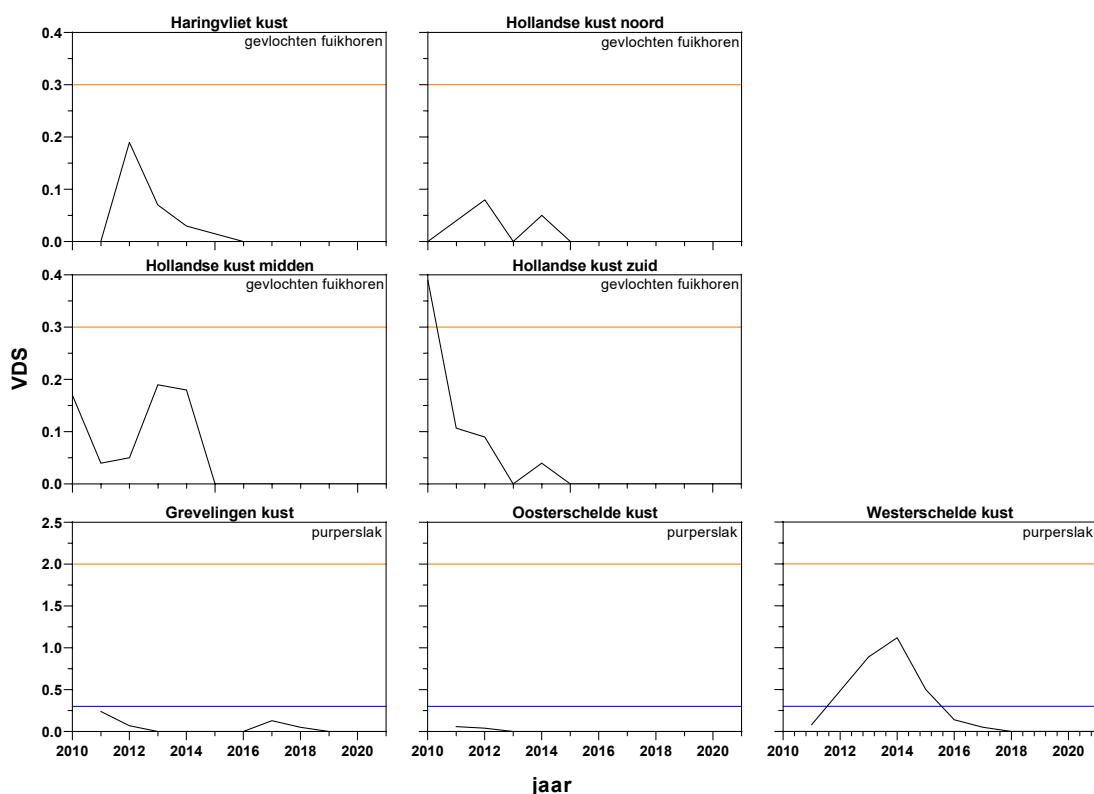 Haringvliet kust
Hollandse kust noord
gevlochten fuikhoren
gevlochten fuikhoren
0.4
0.3
0.2
0.1
0.0
Hollandse kust midden
Hollandse kust zuid
gevlochten fuikhoren
gevlochten fuikhoren
0.4
0.3
0.2
0.1
0.0
VDS
Grevelingen kust
Oosterschelde kust
Westerschelde kust
purperslak
purperslak
purperslak
2.5
2.0
1.5
1.0
0.5
0.0
2010 2012 2014 2016 2018 2020
2010 2012 2014 2016 2018 2020
2010 2012 2014 2016 2018 2020
jaar